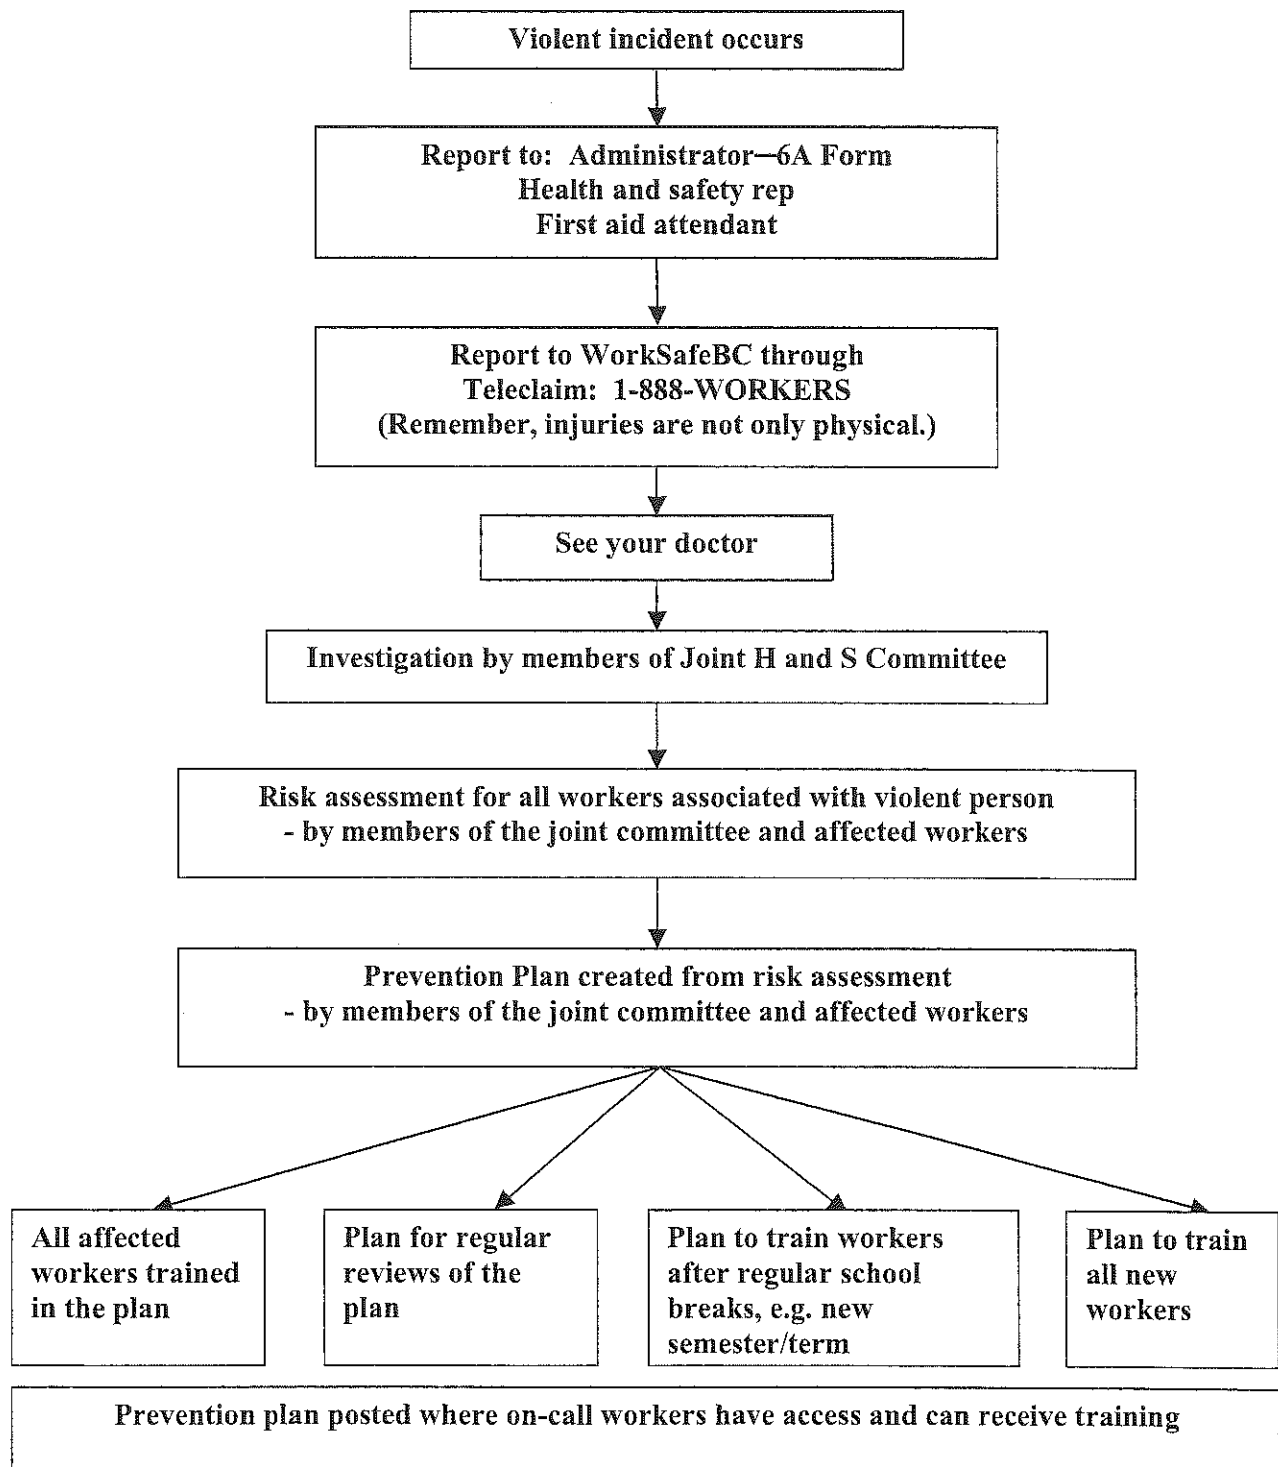 Violent incident occurs
Report to: Administrator—6A Form
Health and safety rep
First aid attendant
Report to WorkSafeBC through
Teleclaim: 1-888-WORKERS
(Remember, injuries are not only physical.)
See your doctor
Investigation by members of Joint H and S Committee
Risk assessment for all workers associated with violent person
- by members of the joint committee and affected workers
Prevention Plan created from risk assessment
- by members of the joint committee and affected workers
All affected
workers trained
in the plan
Plan for regular
reviews of the
plan
Plan to train workers
after regular school
breaks, e.g. new
semester/term
Plan to train
all new
workers
Prevention plan posted where on-call workers have access and can receive training